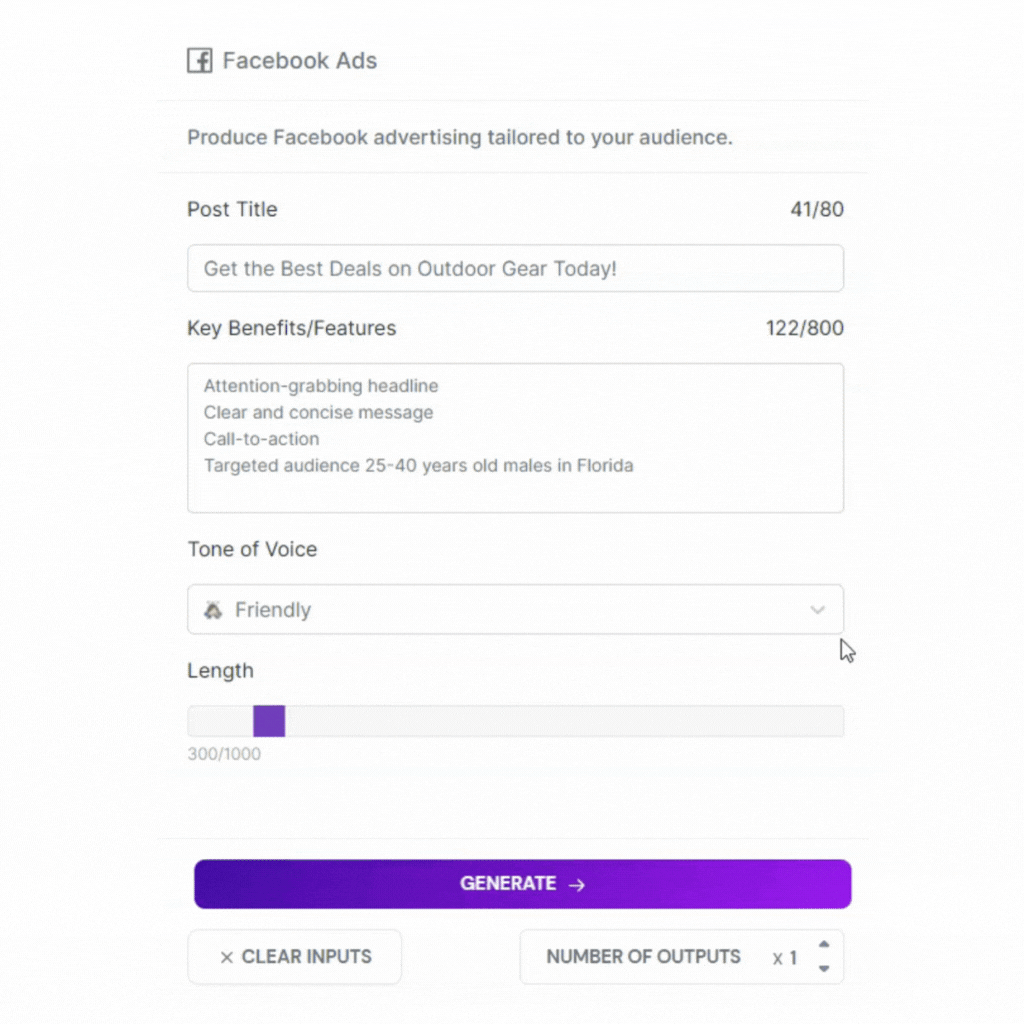 Facebook Ads
Produce Facebook advertising tailored to your audience.
Post Title 41/80
Get the Best Deals on Outdoor Gear Today!
Key Benefits/Features 122/800
Attention-grabbing headline
Clear and concise message
Call-to-action
Targeted audience 25-40 years old males in Florida
Tone of Voice
Friendly
Length
300/1000
GENERATE →
× CLEAR INPUTS NUMBER OF OUTPUTS x 1